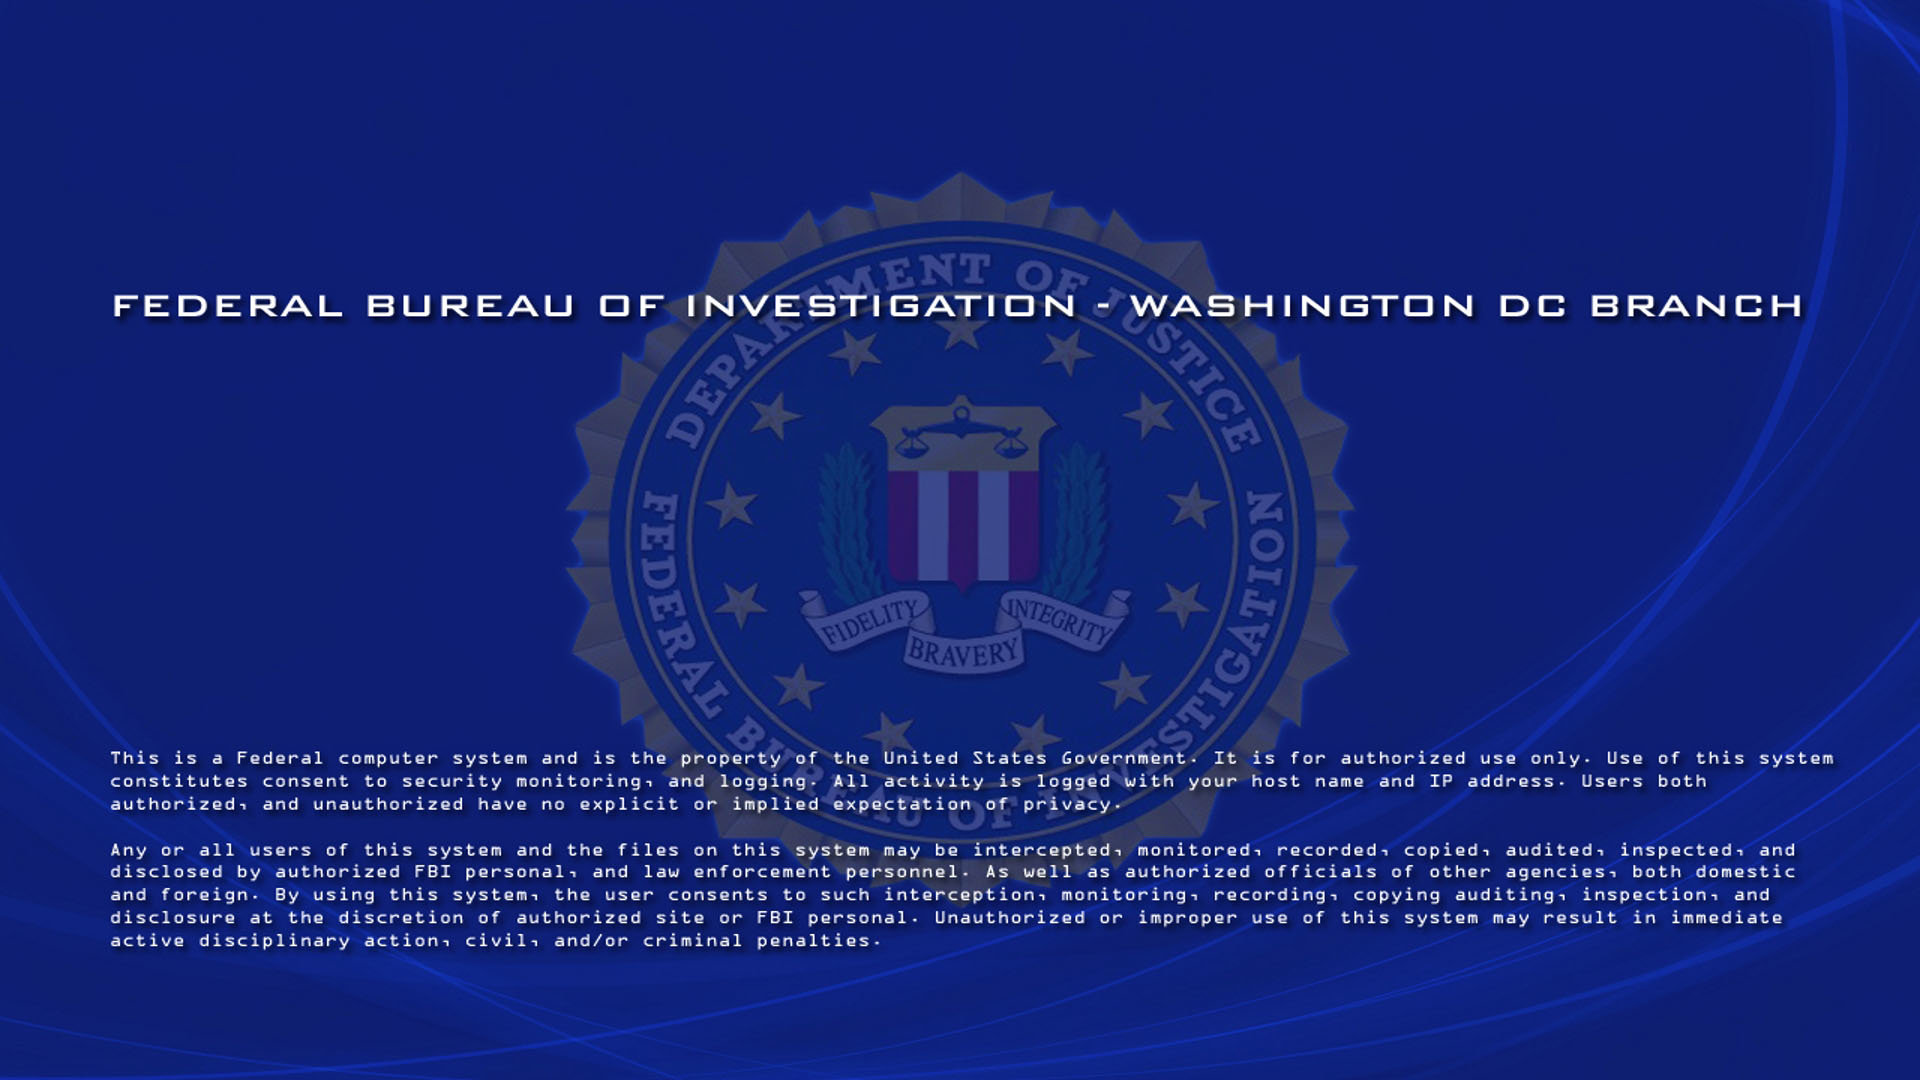 FEDERAL BUREAU OF INVESTIGATION - WASHINGTON DC BRANCH
DEPARTMENT OF JUSTICE
FEDERAL BUREAU OF INVESTIGATION
FIDELITY
BRAVERY
INTEGRITY
This is a Federal computer system and is the property of the United States Government. It is for authorized use only. Use of this system
constitutes consent to security monitoring, and logging. All activity is logged with your host name and IP address. Users both
authorized, and unauthorized have no explicit or implied expectation of privacy.
Any or all users of this system and the files on this system may be intercepted, monitored, recorded, copied, audited, inspected, and
disclosed by authorized FBI personal, and law enforcement personnel. As well as authorized officials of other agencies, both domestic
and foreign. By using this system, the user consents to such interception, monitoring, recording, copying auditing, inspection, and
disclosure at the discretion of authorized site or FBI personal. Unauthorized or improper use of this system may result in immediate
active disciplinary action, civil, and/or criminal penalties.